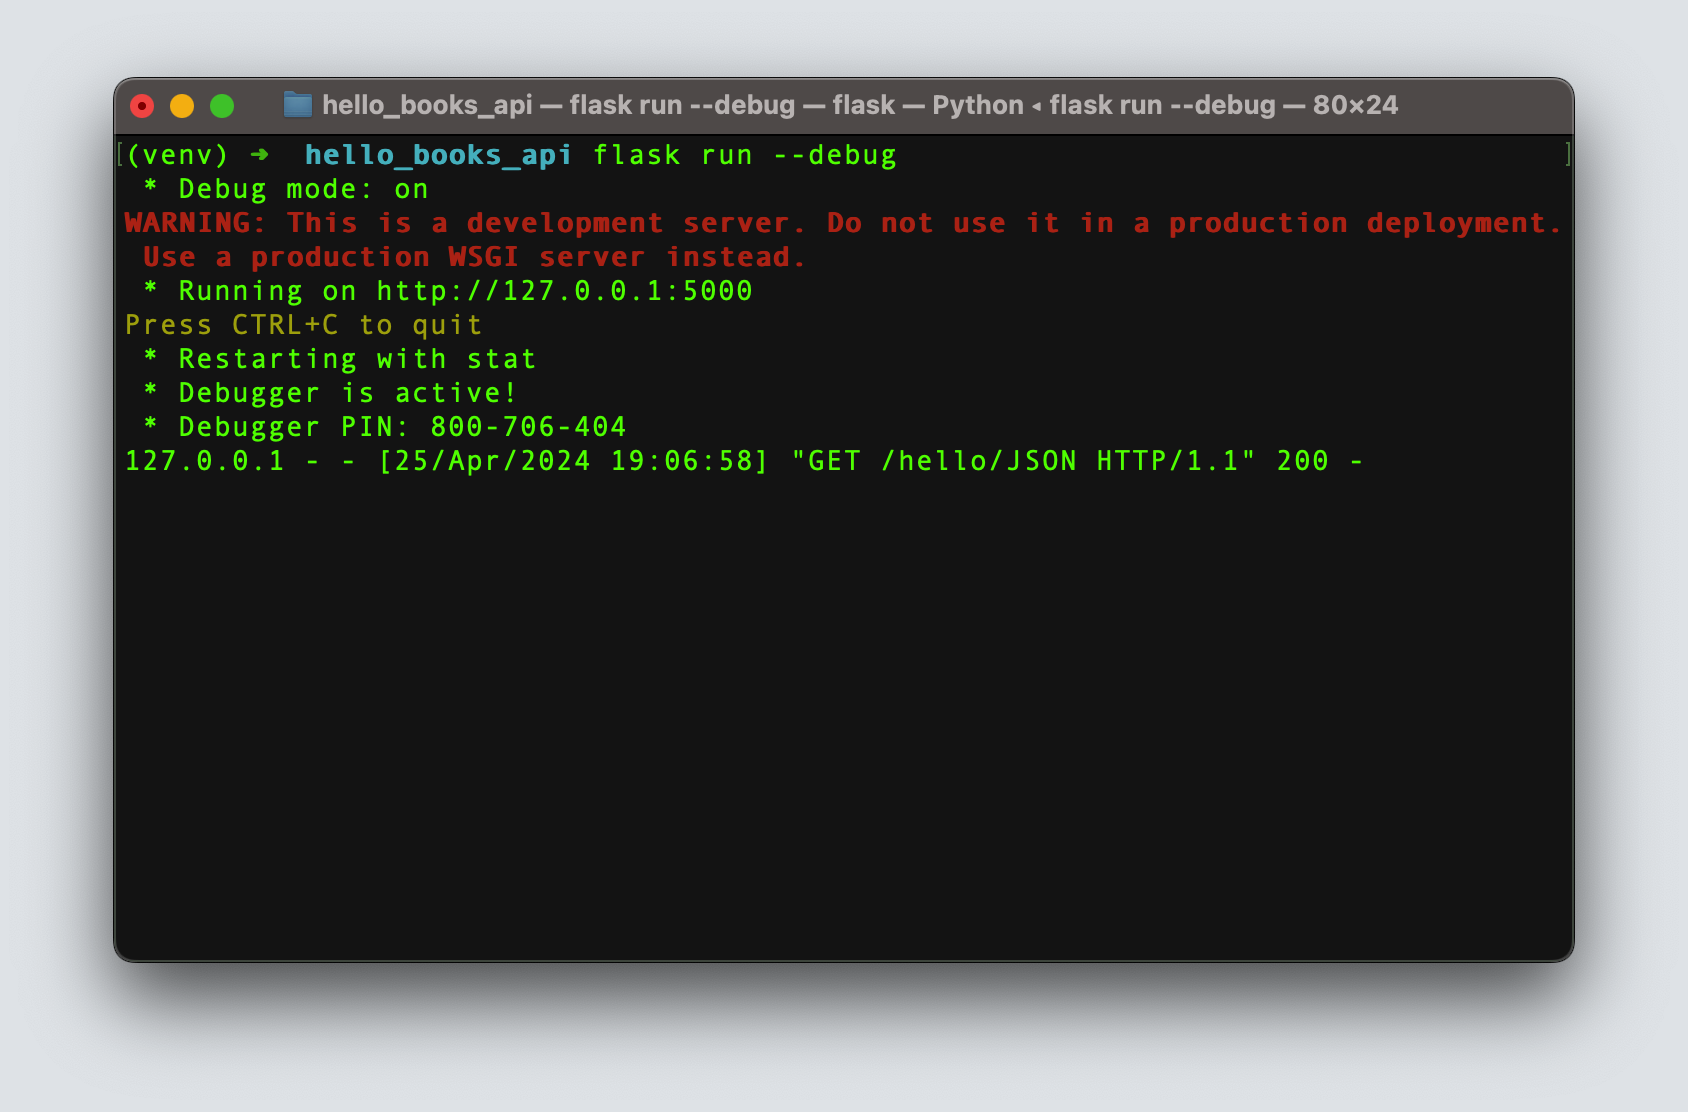 hello_books_api — flask run --debug — flask — Python ◂ flask run --debug — 80×24
[(venv) ➜  hello_books_api flask run --debug ]
 * Debug mode: on
WARNING: This is a development server. Do not use it in a production deployment.
 Use a production WSGI server instead.
 * Running on http://127.0.0.1:5000
Press CTRL+C to quit
 * Restarting with stat
 * Debugger is active!
 * Debugger PIN: 800-706-404
127.0.0.1 - - [25/Apr/2024 19:06:58] "GET /hello/JSON HTTP/1.1" 200 -